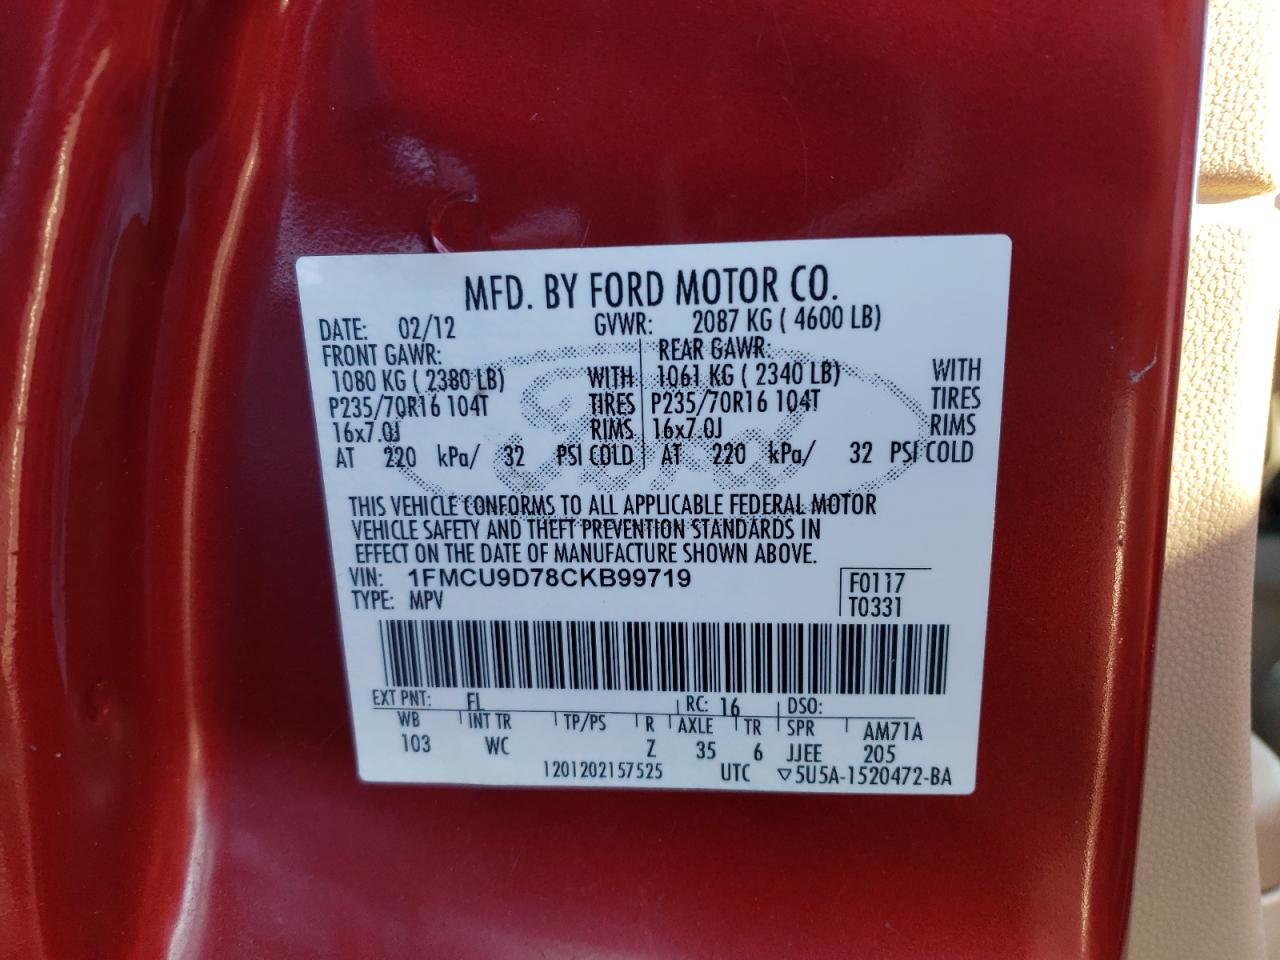 MFD. BY FORD MOTOR CO.
DATE: 02/12 GVWR: 2087 KG ( 4600 LB)
FRONT GAWR: REAR GAWR:
1080 KG ( 2380 LB) WITH 1061 KG ( 2340 LB) WITH
P235/70R16 104T TIRES P235/70R16 104T TIRES
16x7.0J RIMS 16x7.0J RIMS
AT 220 kPa/ 32 PSI COLD AT 220 kPa/ 32 PSI COLD
THIS VEHICLE CONFORMS TO ALL APPLICABLE FEDERAL MOTOR
VEHICLE SAFETY AND THEFT PREVENTION STANDARDS IN
EFFECT ON THE DATE OF MANUFACTURE SHOWN ABOVE.
VIN: 1FMCU9D78CKB99719 F0117
TYPE: MPV T0331
EXT PNT: FL RC: 16 DSO:
WB INT TR TP/PS R AXLE TR SPR AM71A
103 WC Z 35 6 JJEE 205
1201202157525 UTC ▽5U5A-1520472-BA
Ford